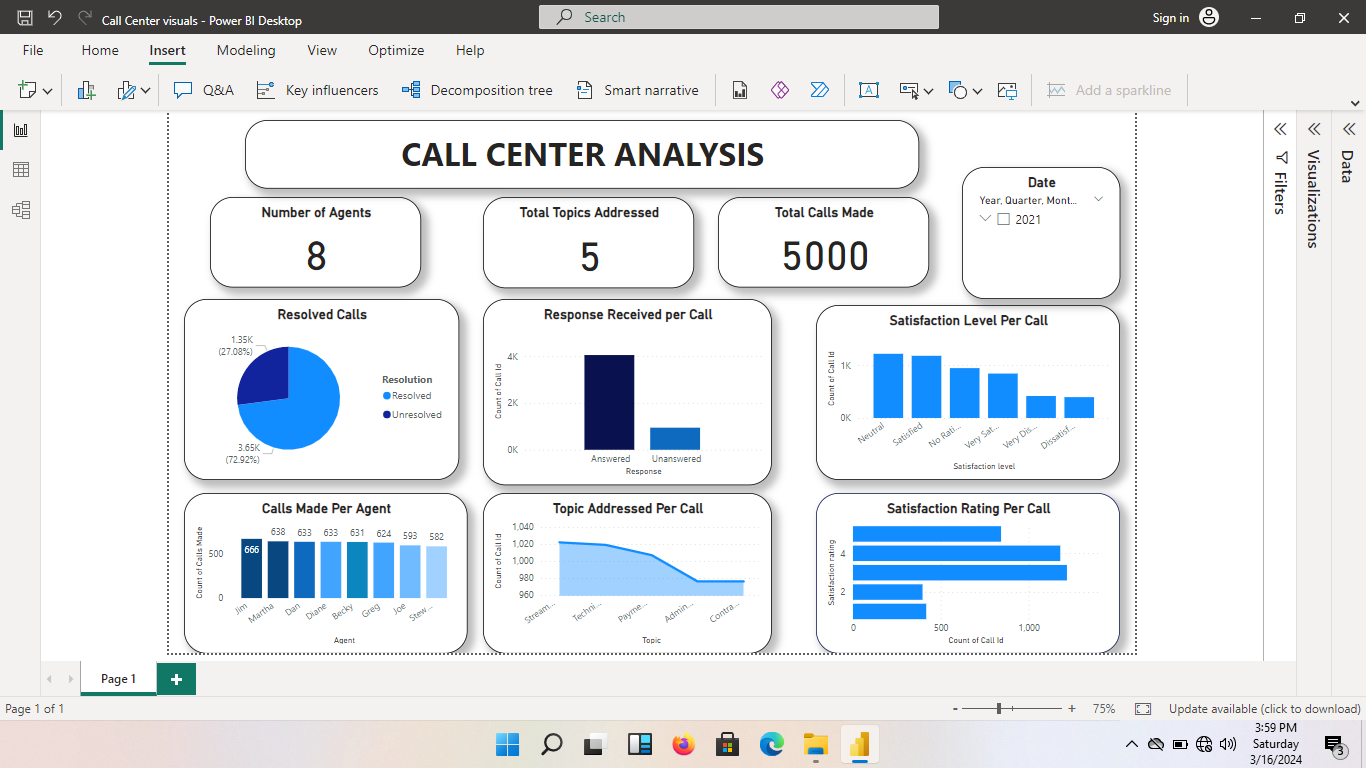 Call Center visuals - Power BI Desktop
Search
Sign in
File Home Insert Modeling View Optimize Help
Q&A Key influencers Decomposition tree Smart narrative A Add a sparkline
CALL CENTER ANALYSIS
Number of Agents
8
Total Topics Addressed
5
Total Calls Made
5000
Date
Year, Quarter, Mont...
2021
Filters
Visualizations
Data
Resolved Calls
1.35K
(27.08%)
3.65K
(72.92%)
Resolution
Resolved
Unresolved
Response Received per Call
Count of Call Id
4K
2K
0K
Answered Unanswered
Response
Satisfaction Level Per Call
Count of Call Id
1K
0K
Neutral Satisfied No Rati... Very Sat... Very Dis... Dissatisf...
Satisfaction level
Calls Made Per Agent
Count of Calls Made
500
0
666 638 633 633 631 624 593 582
Jim Martha Dan Diane Becky Greg Joe Stew...
Agent
Topic Addressed Per Call
Count of Call Id
1,040
1,020
1,000
980
960
Stream... Techni... Payme... Admin... Contra...
Topic
Satisfaction Rating Per Call
Satisfaction rating
4
2
0 500 1,000
Count of Call Id
Page 1
Page 1 of 1
- + 75% Update available (click to download)
3:59 PM
Saturday
3/16/2024
3